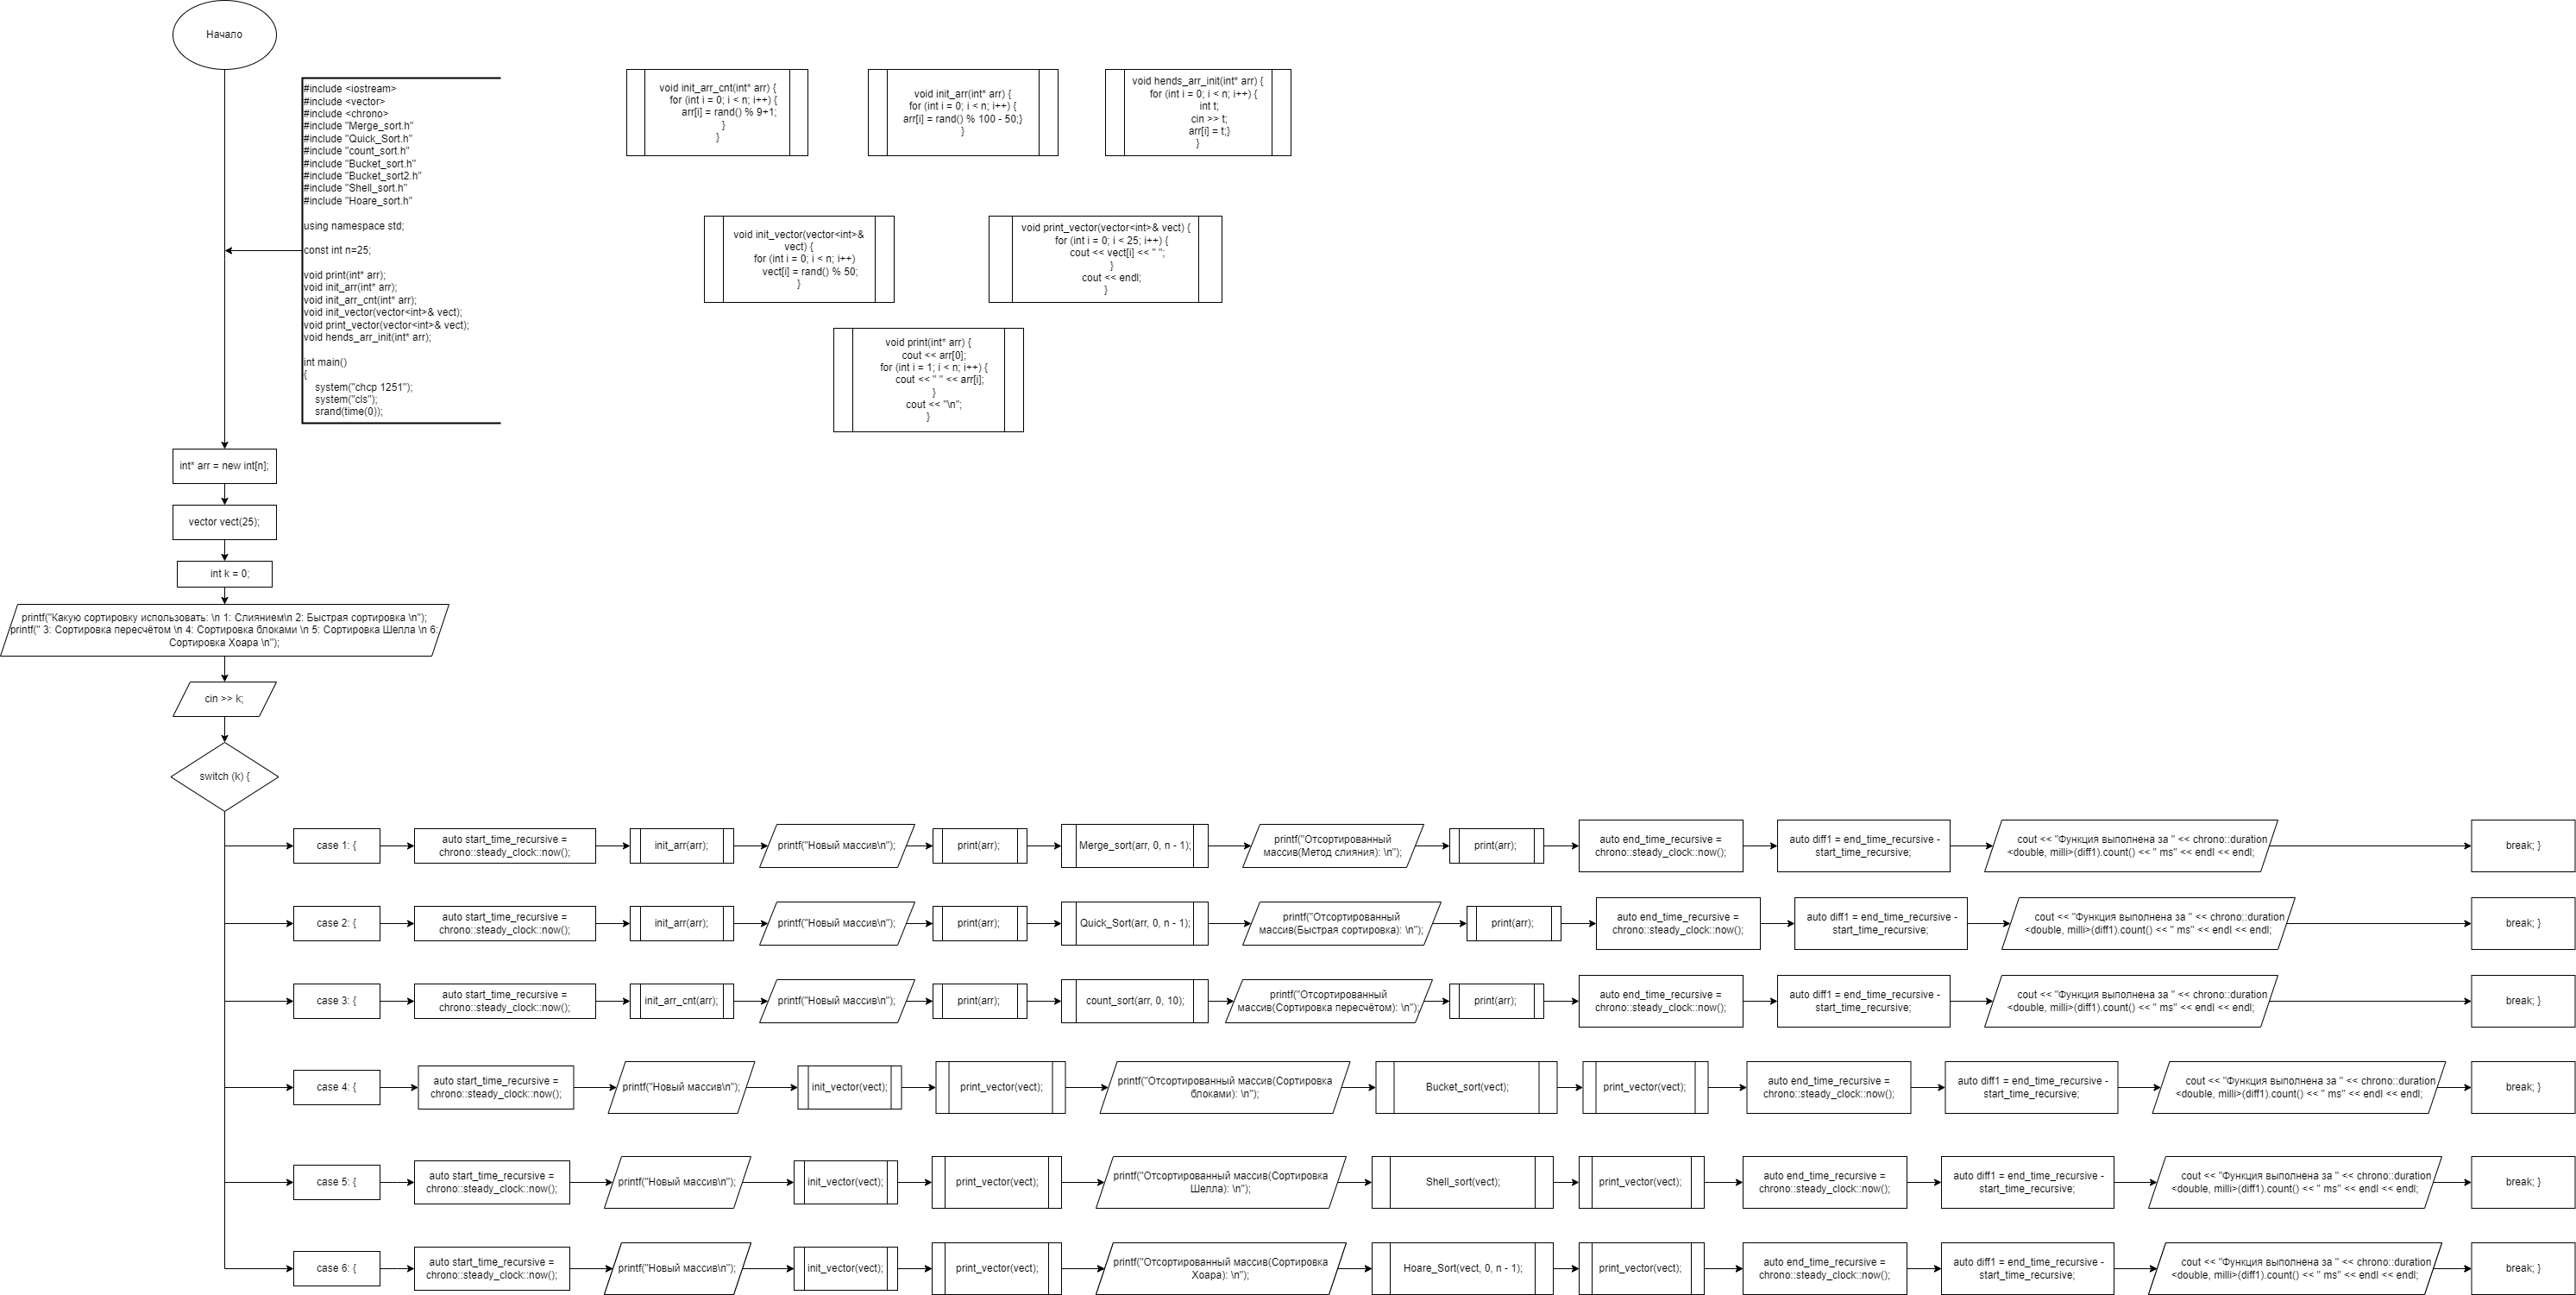 Начало
#include <iostream>
#include <vector>
#include <chrono>
#include "Merge_sort.h"
#include "Quick_Sort.h"
#include "count_sort.h"
#include "Bucket_sort.h"
#include "Bucket_sort2.h"
#include "Shell_sort.h"
#include "Hoare_sort.h"
using namespace std;
const int n=25;
void print(int* arr);
void init_arr(int* arr);
void init_arr_cnt(int* arr);
void init_vector(vector<int>& vect);
void print_vector(vector<int>& vect);
void hends_arr_init(int* arr);
int main()
{
system("chcp 1251");
system("cls");
srand(time(0));
void init_arr_cnt(int* arr) {
for (int i = 0; i < n; i++) {
arr[i] = rand() % 9+1;
}
}
void init_arr(int* arr) {
for (int i = 0; i < n; i++) {
arr[i] = rand() % 100 - 50;}
}
void hends_arr_init(int* arr) {
for (int i = 0; i < n; i++) {
int t;
cin >> t;
arr[i] = t;}
}
void init_vector(vector<int>&
vect) {
for (int i = 0; i < n; i++)
vect[i] = rand() % 50;
}
void print_vector(vector<int>& vect) {
for (int i = 0; i < 25; i++) {
cout << vect[i] << " ";
}
cout << endl;
}
void print(int* arr) {
cout << arr[0];
for (int i = 1; i < n; i++) {
cout << " " << arr[i];
}
cout << "\n";
}
int* arr = new int[n];
vector vect(25);
int k = 0;
printf("Какую сортировку использовать: \n 1: Слиянием\n 2: Быстрая сортировка \n");
printf(" 3: Сортировка пересчётом \n 4: Сортировка блоками \n 5: Сортировка Шелла \n 6:
Сортировка Хоара \n");
cin >> k;
switch (k) {
case 1: {
auto start_time_recursive =
chrono::steady_clock::now();
init_arr(arr);
printf("Новый массив\n");
print(arr);
Merge_sort(arr, 0, n - 1);
printf("Отсортированный
массив(Метод слияния): \n");
print(arr);
auto end_time_recursive =
chrono::steady_clock::now();
auto diff1 = end_time_recursive -
start_time_recursive;
cout << "Функция выполнена за " << chrono::duration
<double, milli>(diff1).count() << " ms" << endl << endl;
break; }
case 2: {
auto start_time_recursive =
chrono::steady_clock::now();
init_arr(arr);
printf("Новый массив\n");
print(arr);
Quick_Sort(arr, 0, n - 1);
printf("Отсортированный
массив(Быстрая сортировка): \n");
print(arr);
auto end_time_recursive =
chrono::steady_clock::now();
auto diff1 = end_time_recursive -
start_time_recursive;
cout << "Функция выполнена за " << chrono::duration
<double, milli>(diff1).count() << " ms" << endl << endl;
break; }
case 3: {
auto start_time_recursive =
chrono::steady_clock::now();
init_arr_cnt(arr);
printf("Новый массив\n");
print(arr);
count_sort(arr, 0, 10);
printf("Отсортированный
массив(Сортировка пересчётом): \n");
print(arr);
auto end_time_recursive =
chrono::steady_clock::now();
auto diff1 = end_time_recursive -
start_time_recursive;
cout << "Функция выполнена за " << chrono::duration
<double, milli>(diff1).count() << " ms" << endl << endl;
break; }
case 4: {
auto start_time_recursive =
chrono::steady_clock::now();
printf("Новый массив\n");
init_vector(vect);
print_vector(vect);
printf("Отсортированный массив(Сортировка
блоками): \n");
Bucket_sort(vect);
print_vector(vect);
auto end_time_recursive =
chrono::steady_clock::now();
auto diff1 = end_time_recursive -
start_time_recursive;
cout << "Функция выполнена за " << chrono::duration
<double, milli>(diff1).count() << " ms" << endl << endl;
break; }
case 5: {
auto start_time_recursive =
chrono::steady_clock::now();
printf("Новый массив\n");
init_vector(vect);
print_vector(vect);
printf("Отсортированный массив(Сортировка
Шелла): \n");
Shell_sort(vect);
print_vector(vect);
auto end_time_recursive =
chrono::steady_clock::now();
auto diff1 = end_time_recursive -
start_time_recursive;
cout << "Функция выполнена за " << chrono::duration
<double, milli>(diff1).count() << " ms" << endl << endl;
break; }
case 6: {
auto start_time_recursive =
chrono::steady_clock::now();
printf("Новый массив\n");
init_vector(vect);
print_vector(vect);
printf("Отсортированный массив(Сортировка
Хоара): \n");
Hoare_Sort(vect, 0, n - 1);
print_vector(vect);
auto end_time_recursive =
chrono::steady_clock::now();
auto diff1 = end_time_recursive -
start_time_recursive;
cout << "Функция выполнена за " << chrono::duration
<double, milli>(diff1).count() << " ms" << endl << endl;
break; }